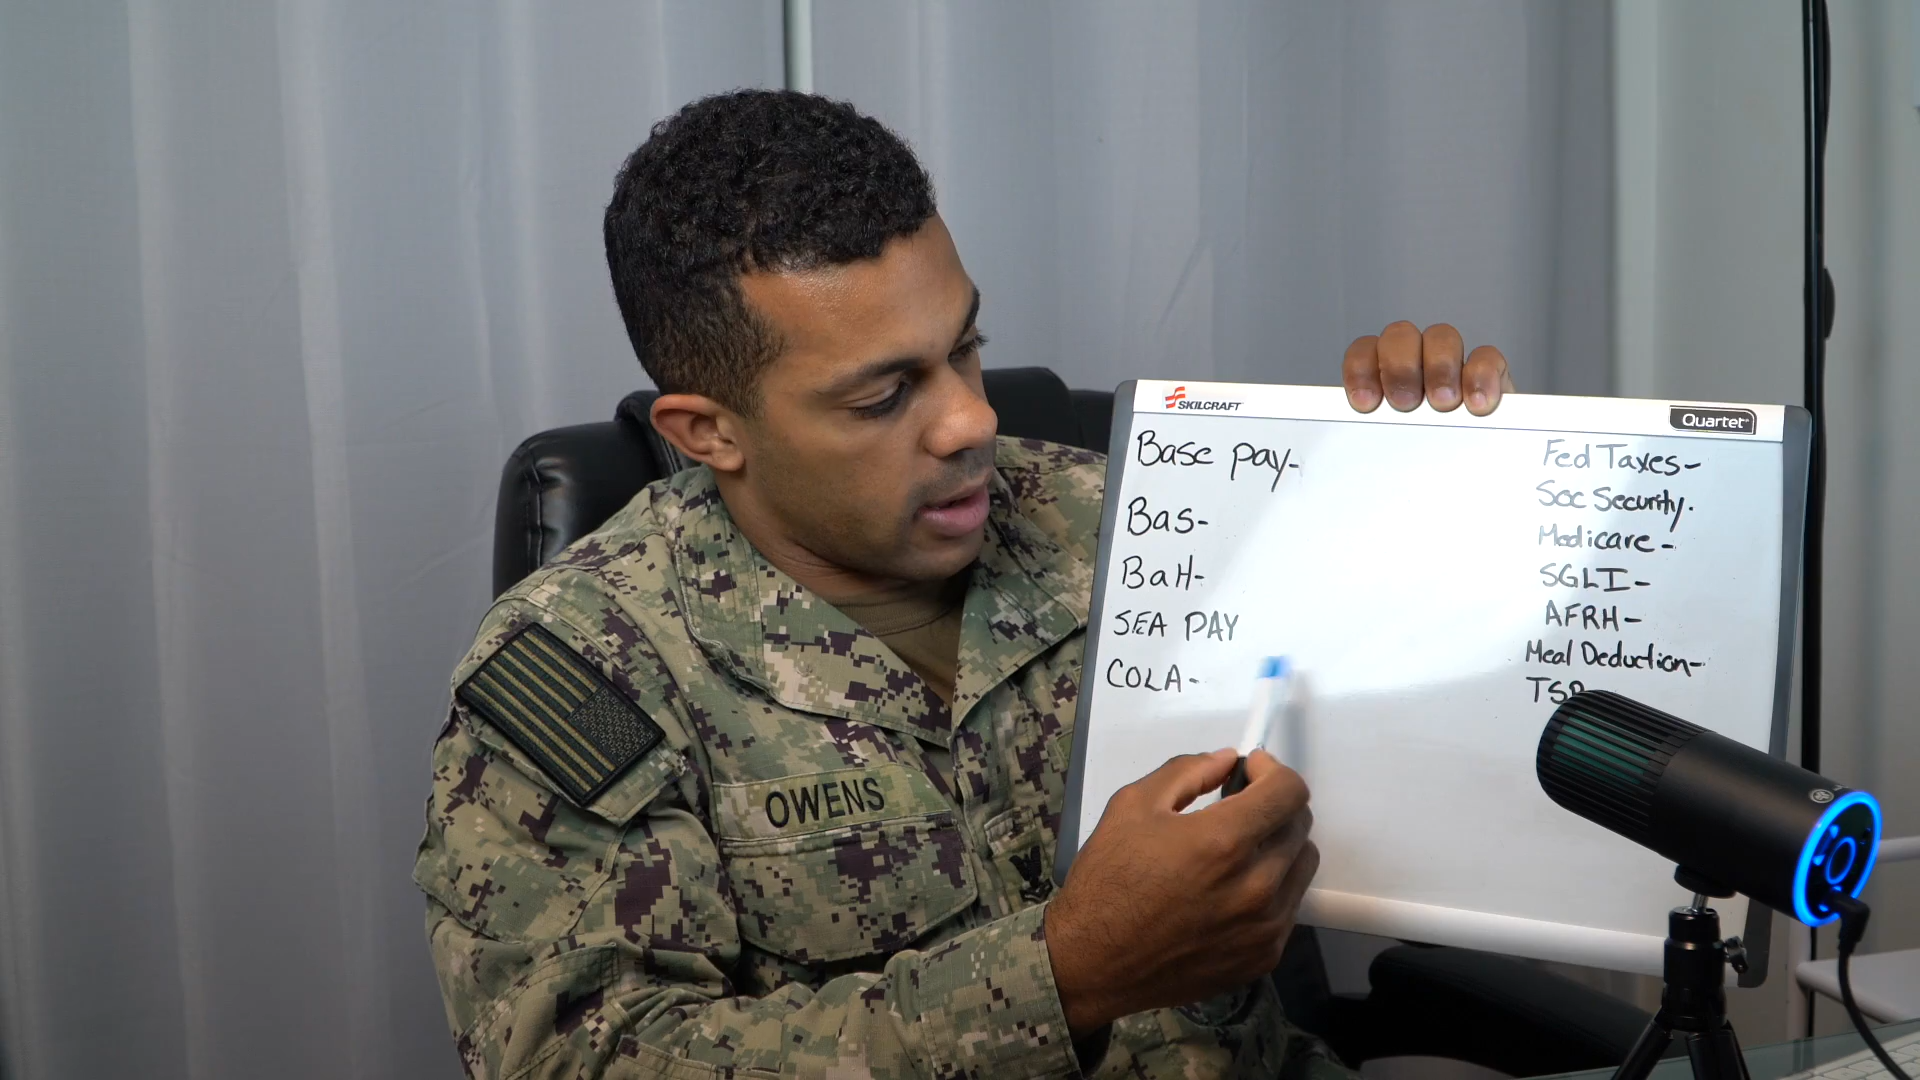 SKILCRAFT
Quartet
Base pay-
Bas-
BaH-
SEA PAY
COLA-
Fed Taxes-
Soc Security.
Medicare-
SGLI-
AFRH-
Meal Deduction-
OWENS